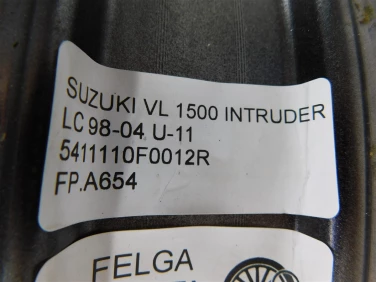 SUZUKI VL 1500 INTRUDER
LC 98-04 U-11
5411110F0012R
FP.A654
FELGA